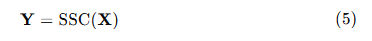 Y = SSC(X) (5)